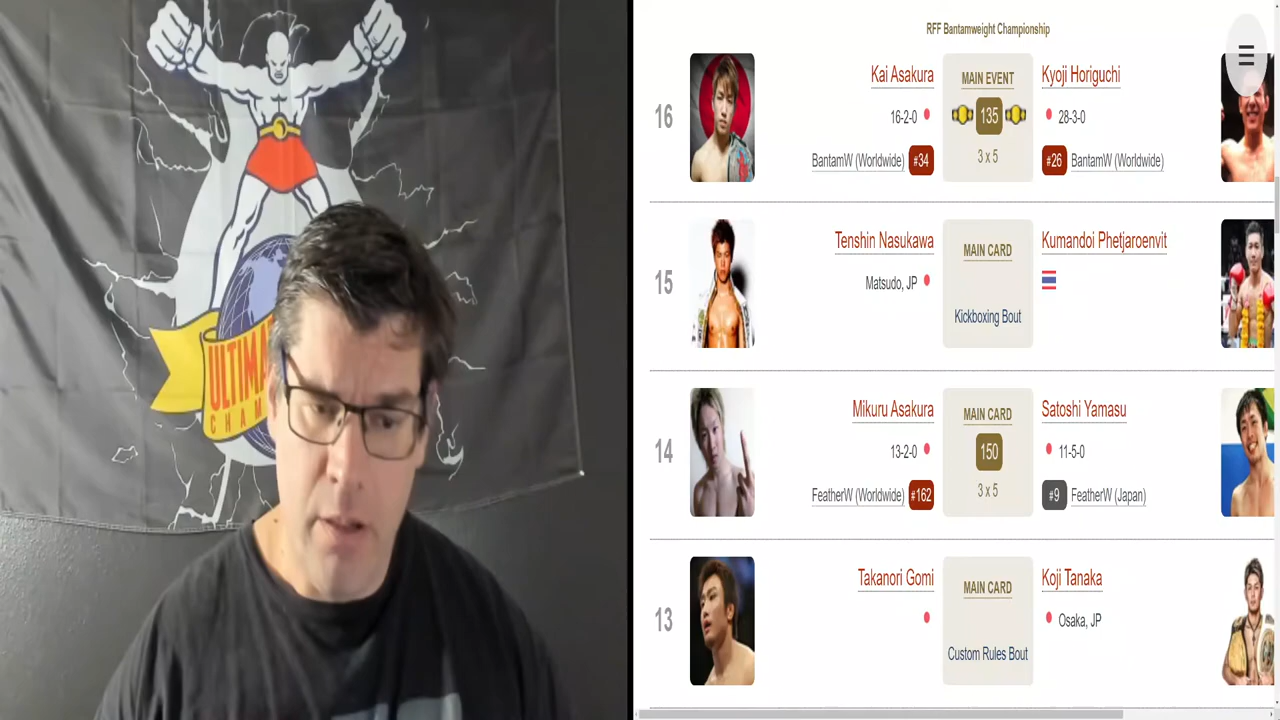 RFF Bantamweight Championship
16
Kai Asakura
16-2-0
BantamW (Worldwide) #34
MAIN EVENT
135
3 x 5
Kyoji Horiguchi
28-3-0
#26 BantamW (Worldwide)
15
Tenshin Nasukawa
Matsudo, JP
MAIN CARD
Kickboxing Bout
Kumandoi Phetjaroenvit
14
Mikuru Asakura
13-2-0
FeatherW (Worldwide) #162
MAIN CARD
150
3 x 5
Satoshi Yamasu
11-5-0
#9 FeatherW (Japan)
13
Takanori Gomi
MAIN CARD
Custom Rules Bout
Koji Tanaka
Osaka, JP
ULTIMA
CHAM